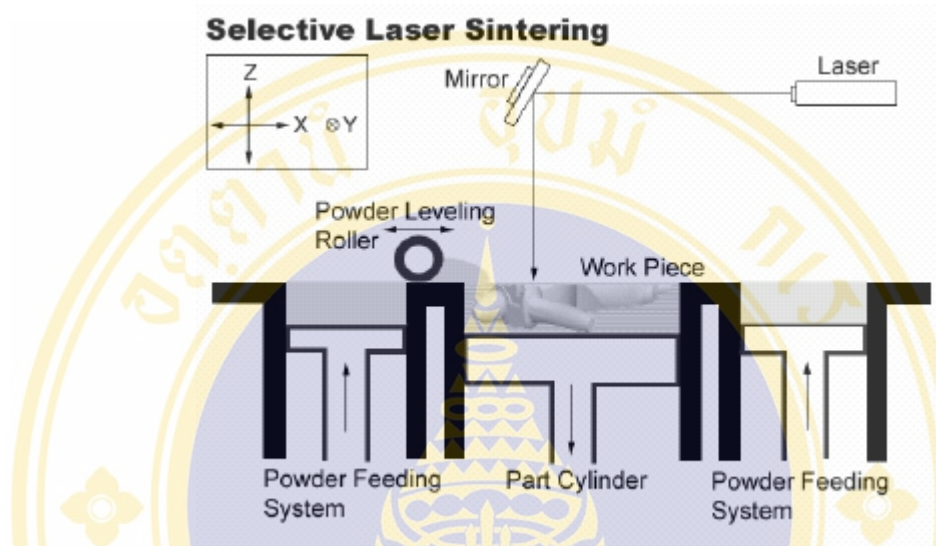 Selective Laser Sintering
Z
X ⊗Y
Mirror
Laser
Powder Leveling
Roller
Work Piece
Powder Feeding
System
Part Cylinder
Powder Feeding
System